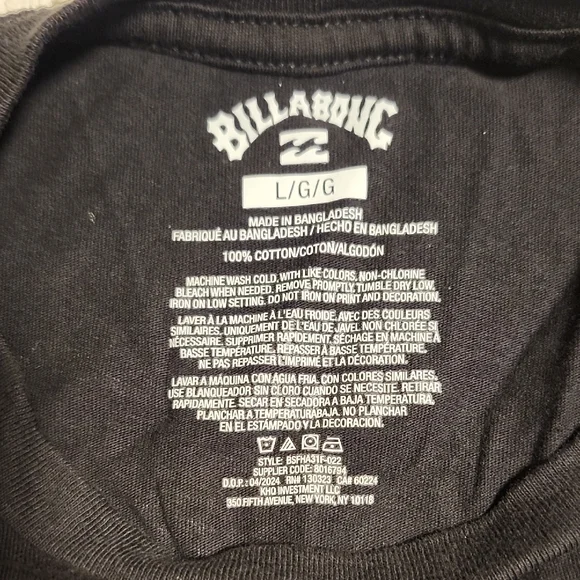 BILLABONG
L/G/G
MADE IN BANGLADESH
FABRIQUÉ AU BANGLADESH / HECHO EN BANGLADESH
100% COTTON/COTON/ALGODÓN
MACHINE WASH COLD, WITH LIKE COLORS, NON-CHLORINE
BLEACH WHEN NEEDED. REMOVE PROMPTLY, TUMBLE DRY LOW,
IRON ON LOW SETTING. DO NOT IRON ON PRINT AND DECORATION.
LAVER À LA MACHINE À L'EAU FROIDE, AVEC DES COULEURS
SIMILAIRES, UNIQUEMENT DE L'EAU DE JAVEL NON CHLORÉE SI
NÉCESSAIRE. SUPPRIMER RAPIDEMENT, SÉCHAGE EN MACHINE À
BASSE TEMPÉRATURE, REPASSER À BASSE TEMPÉRATURE,
NE PAS REPASSER L'IMPRIMÉ ET LA DÉCORATION.
LAVAR A MÁQUINA CON AGUA FRIA, CON COLORES SIMILARES,
USE BLANQUEADOR SIN CLORO CUANDO SE NECESITE. RETIRAR
RAPIDAMENTE. SECAR EN SECADORA A BAJA TEMPERATURA,
PLANCHAR A TEMPERATURABAJA. NO PLANCHAR
EN EL ESTÁMPADO Y LA DECORACION.
STYLE: BSFHA31F-022
SUPPLIER CODE: 8016794
D.O.P.: 04/2024 RN# 130323 CA# 60224
KHQ INVESTMENT LLC
350 FIFTH AVENUE, NEW YORK, NY 10118